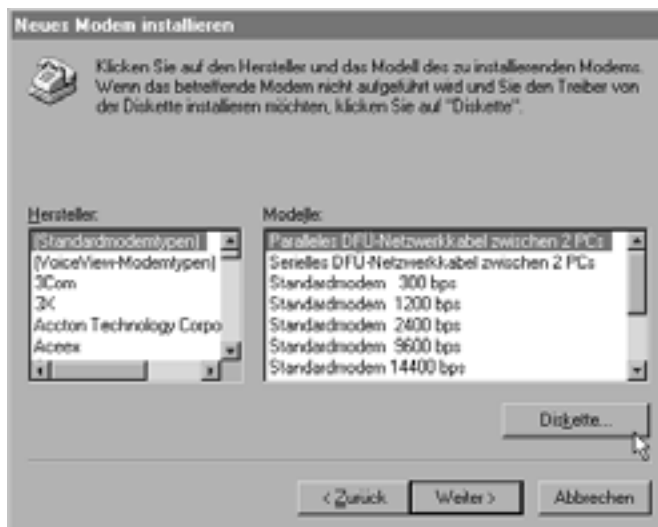 Neues Modem installieren
Klicken Sie auf den Hersteller und das Modell des zu installierenden Modems.
Wenn das betreffende Modem nicht aufgeführt wird und Sie den Treiber von
der Diskette installieren möchten, klicken Sie auf "Diskette".
Hersteller:
(Standardmodemtypen)
(VoiceView-Modemtypen)
3Com
3X
Accton Technology Corpo
Aceex
Modelle:
Paralleles DFÜ-Netzwerkkabel zwischen 2 PCs
Serielles DFÜ-Netzwerkkabel zwischen 2 PCs
Standardmodem 300 bps
Standardmodem 1200 bps
Standardmodem 2400 bps
Standardmodem 9600 bps
Standardmodem 14400 bps
Diskette...
< Zurück
Weiter >
Abbrechen